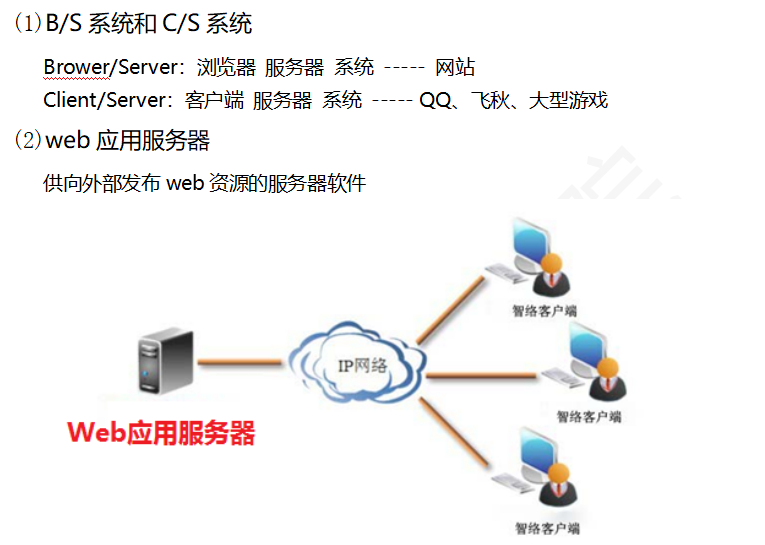 (1) B/S 系统和 C/S 系统
Brower/Server：浏览器 服务器 系统 ----- 网站
Client/Server：客户端 服务器 系统 ----- QQ、飞秋、大型游戏
(2) web 应用服务器
供向外部发布 web 资源的服务器软件
智络客户端
IP网络
Web应用服务器
智络客户端
智络客户端